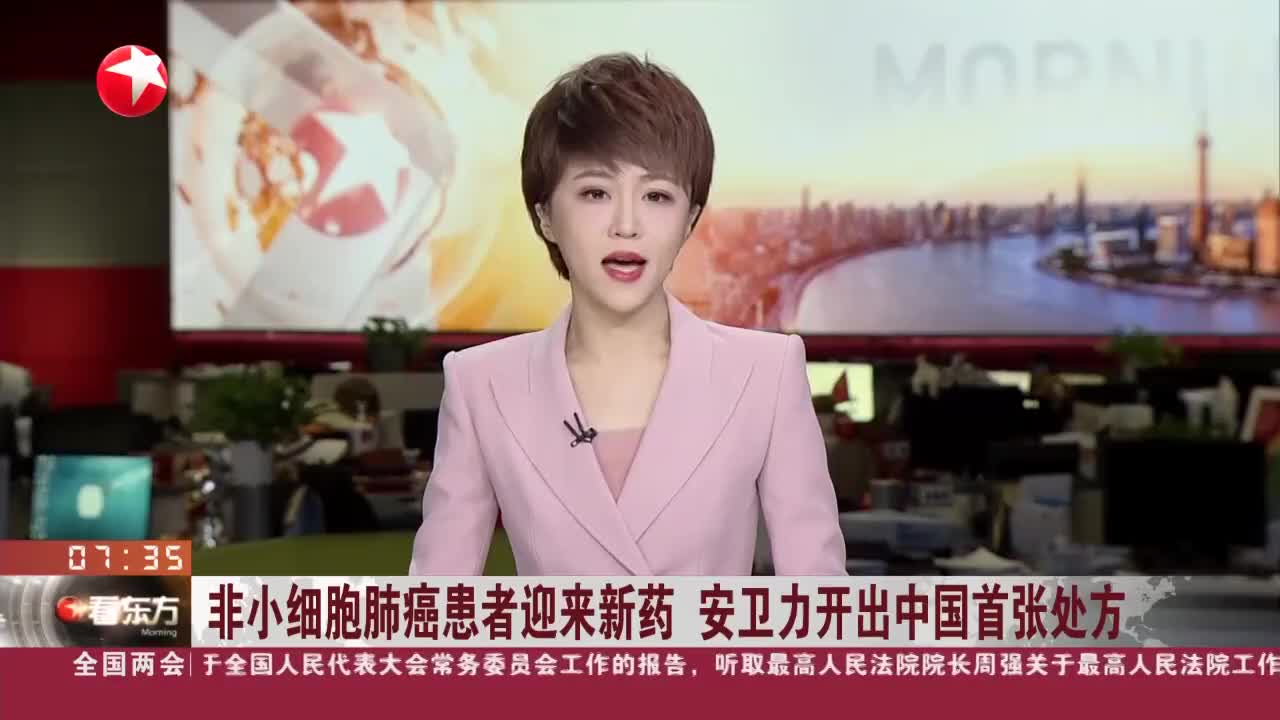 MORNIN
07:35
看东方
Morning
非小细胞肺癌患者迎来新药 安卫力开出中国首张处方
全国两会 于全国人民代表大会常务委员会工作的报告，听取最高人民法院院长周强关于最高人民法院工作